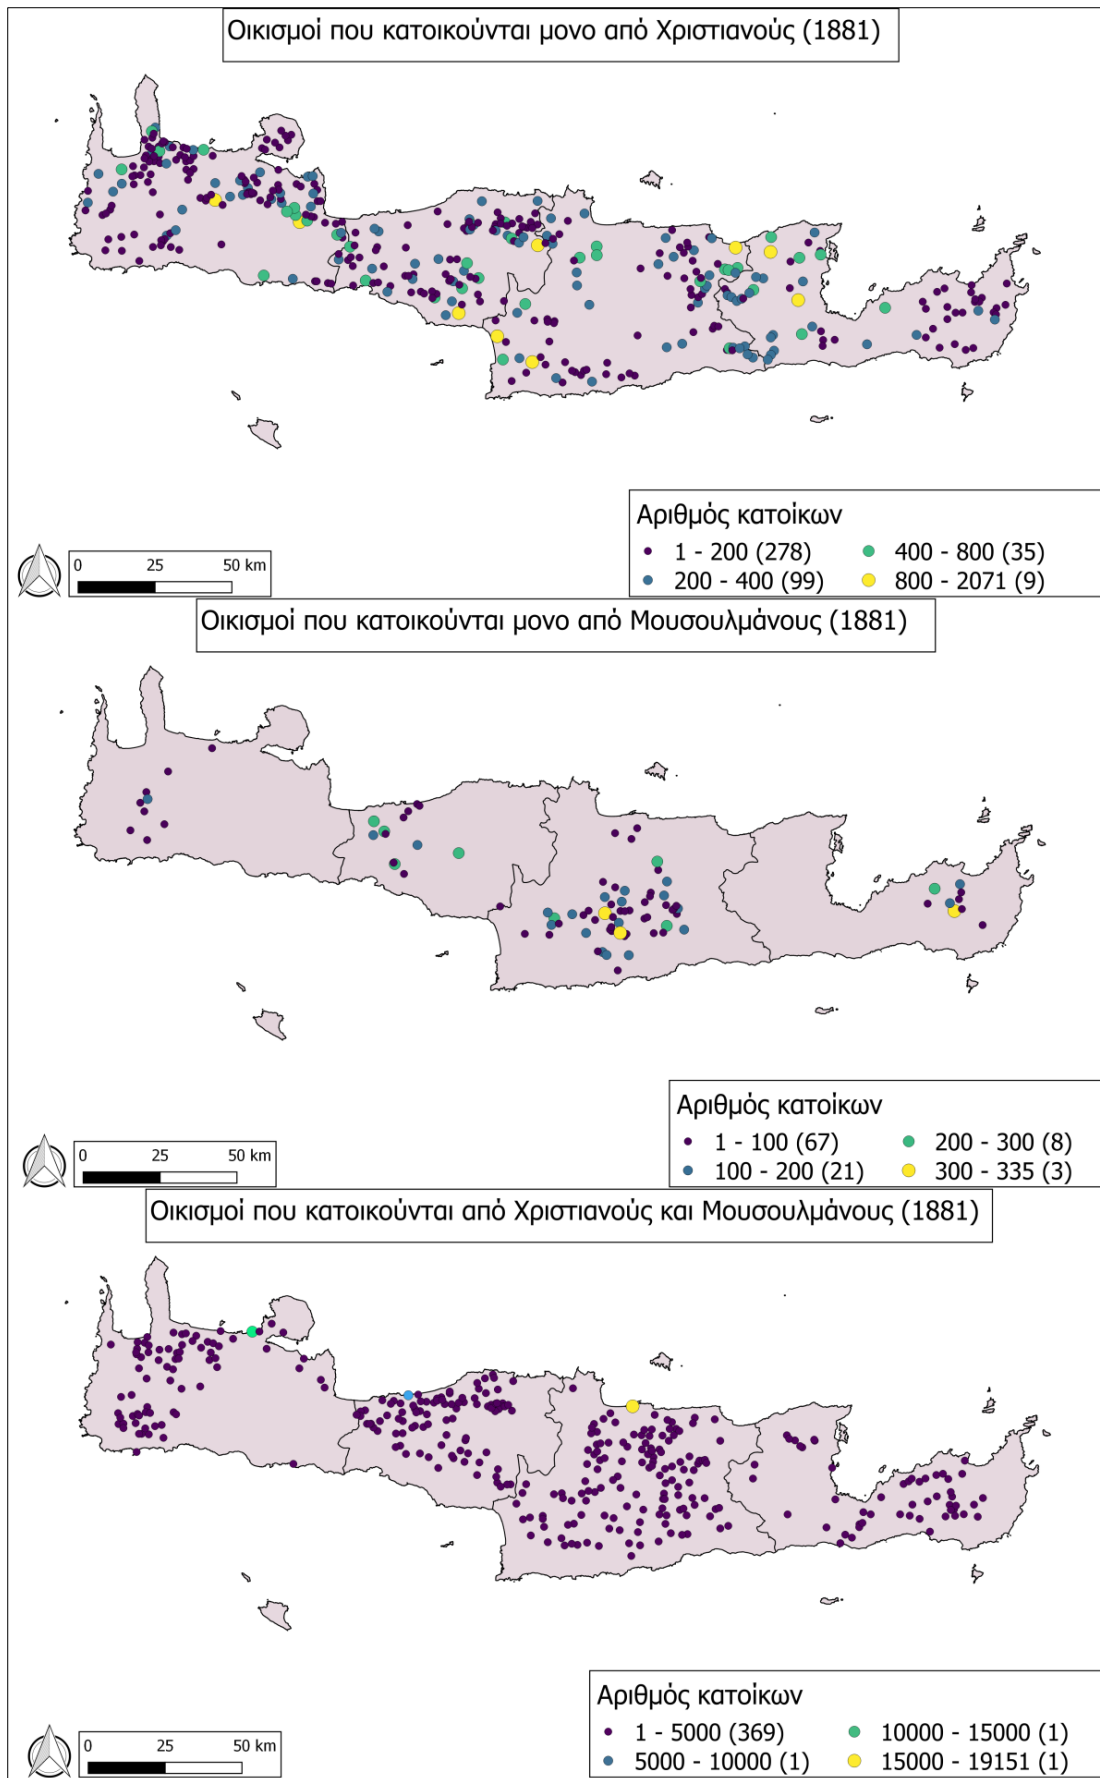 Οικισμοί που κατοικούνται μονο από Χριστιανούς (1881)
Αριθμός κατοίκων
1 - 200 (278)
400 - 800 (35)
200 - 400 (99)
800 - 2071 (9)
0 25 50 km
Οικισμοί που κατοικούνται μονο από Μουσουλμάνους (1881)
Αριθμός κατοίκων
1 - 100 (67)
200 - 300 (8)
100 - 200 (21)
300 - 335 (3)
0 25 50 km
Οικισμοί που κατοικούνται από Χριστιανούς και Μουσουλμάνους (1881)
Αριθμός κατοίκων
1 - 5000 (369)
10000 - 15000 (1)
5000 - 10000 (1)
15000 - 19151 (1)
0 25 50 km